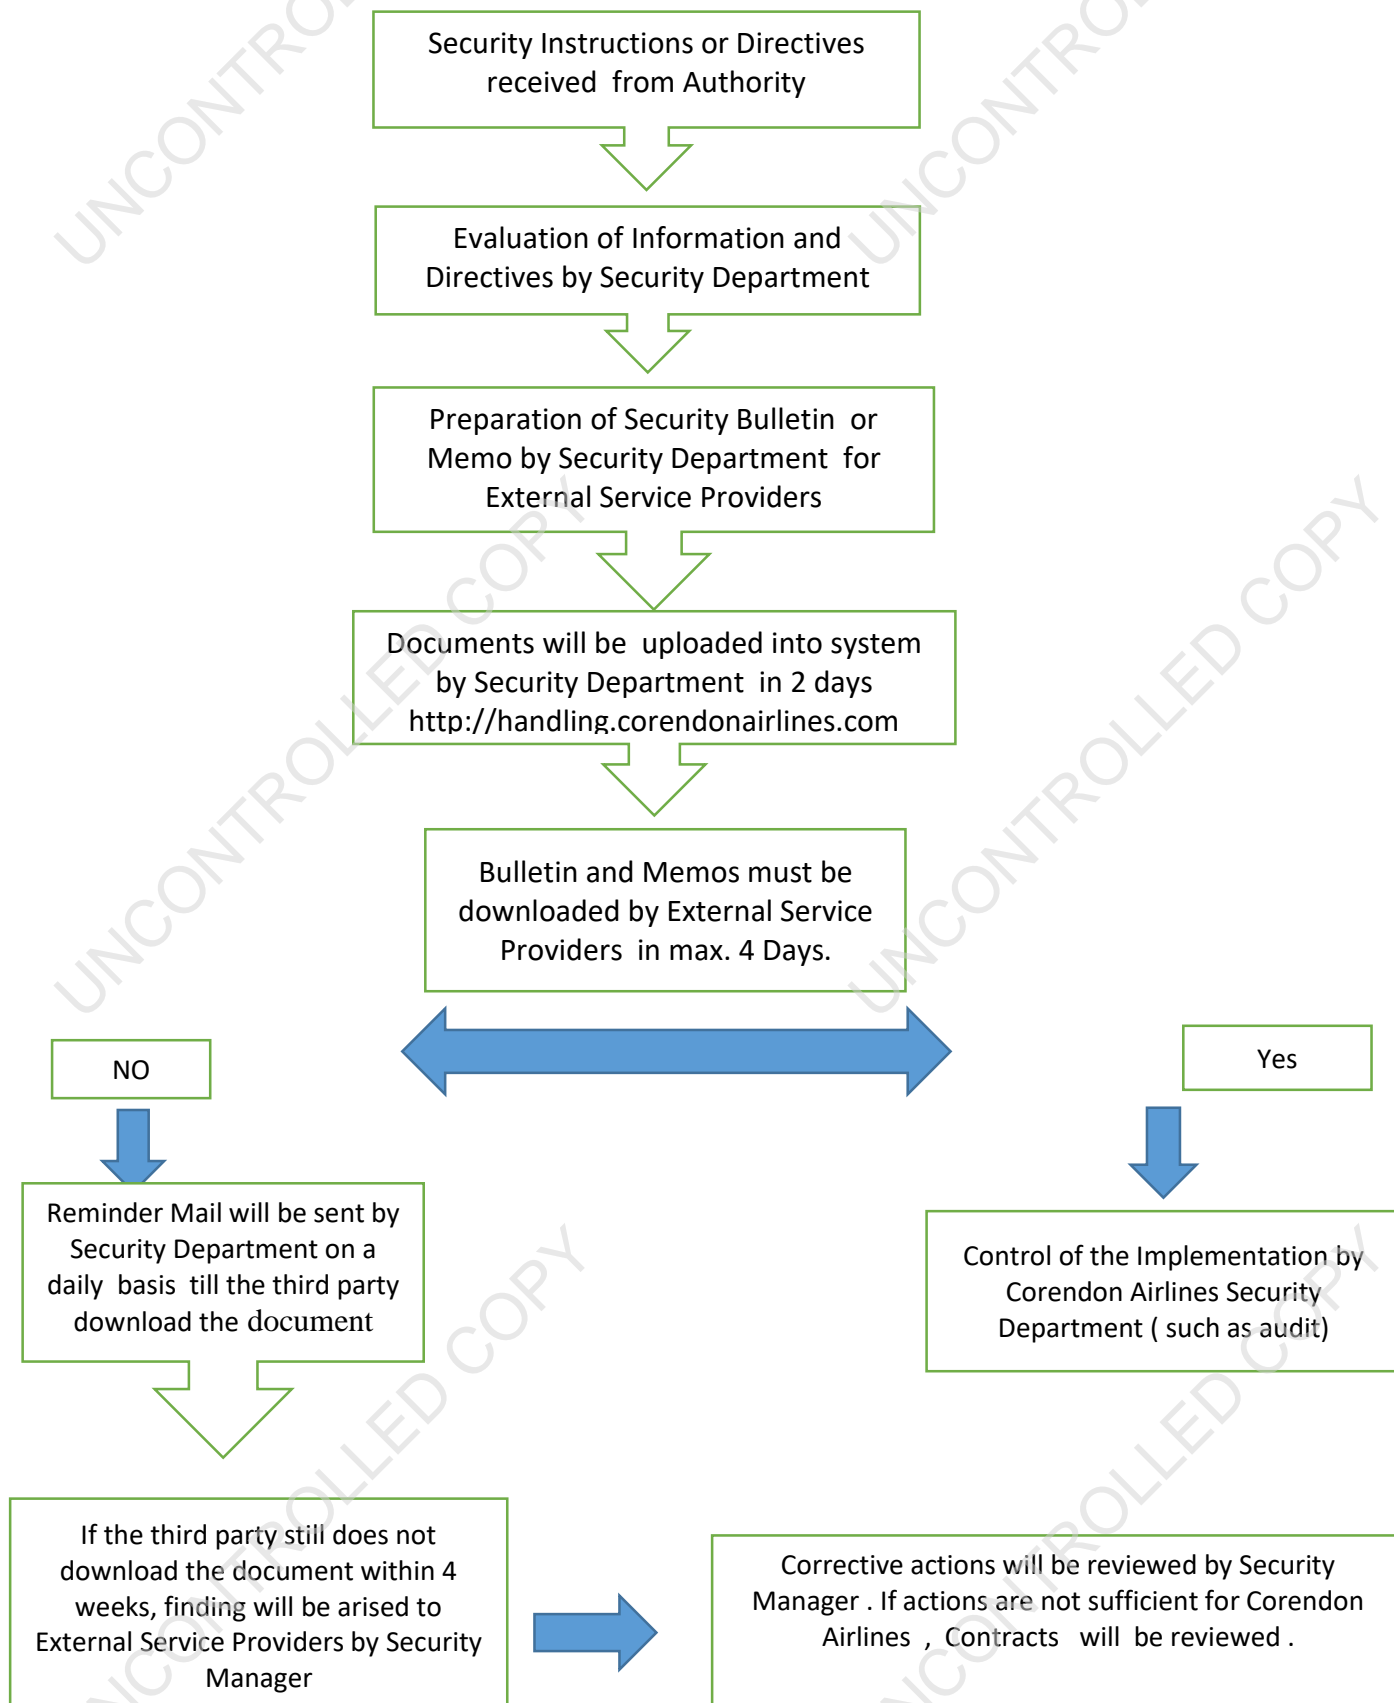 Security Instructions or Directives
received from Authority
Evaluation of Information and
Directives by Security Department
Preparation of Security Bulletin or
Memo by Security Department for
External Service Providers
Documents will be uploaded into system
by Security Department in 2 days
http://handling.corendonairlines.com
Bulletin and Memos must be
downloaded by External Service
Providers in max. 4 Days.
NO
Yes
Reminder Mail will be sent by
Security Department on a
daily basis till the third party
download the document
Control of the Implementation by
Corendon Airlines Security
Department ( such as audit)
If the third party still does not
download the document within 4
weeks, finding will be arised to
External Service Providers by Security
Manager
Corrective actions will be reviewed by Security
Manager . If actions are not sufficient for Corendon
Airlines , Contracts will be reviewed .
UNCONTROLLED COPY
UNCONTROLLED COPY